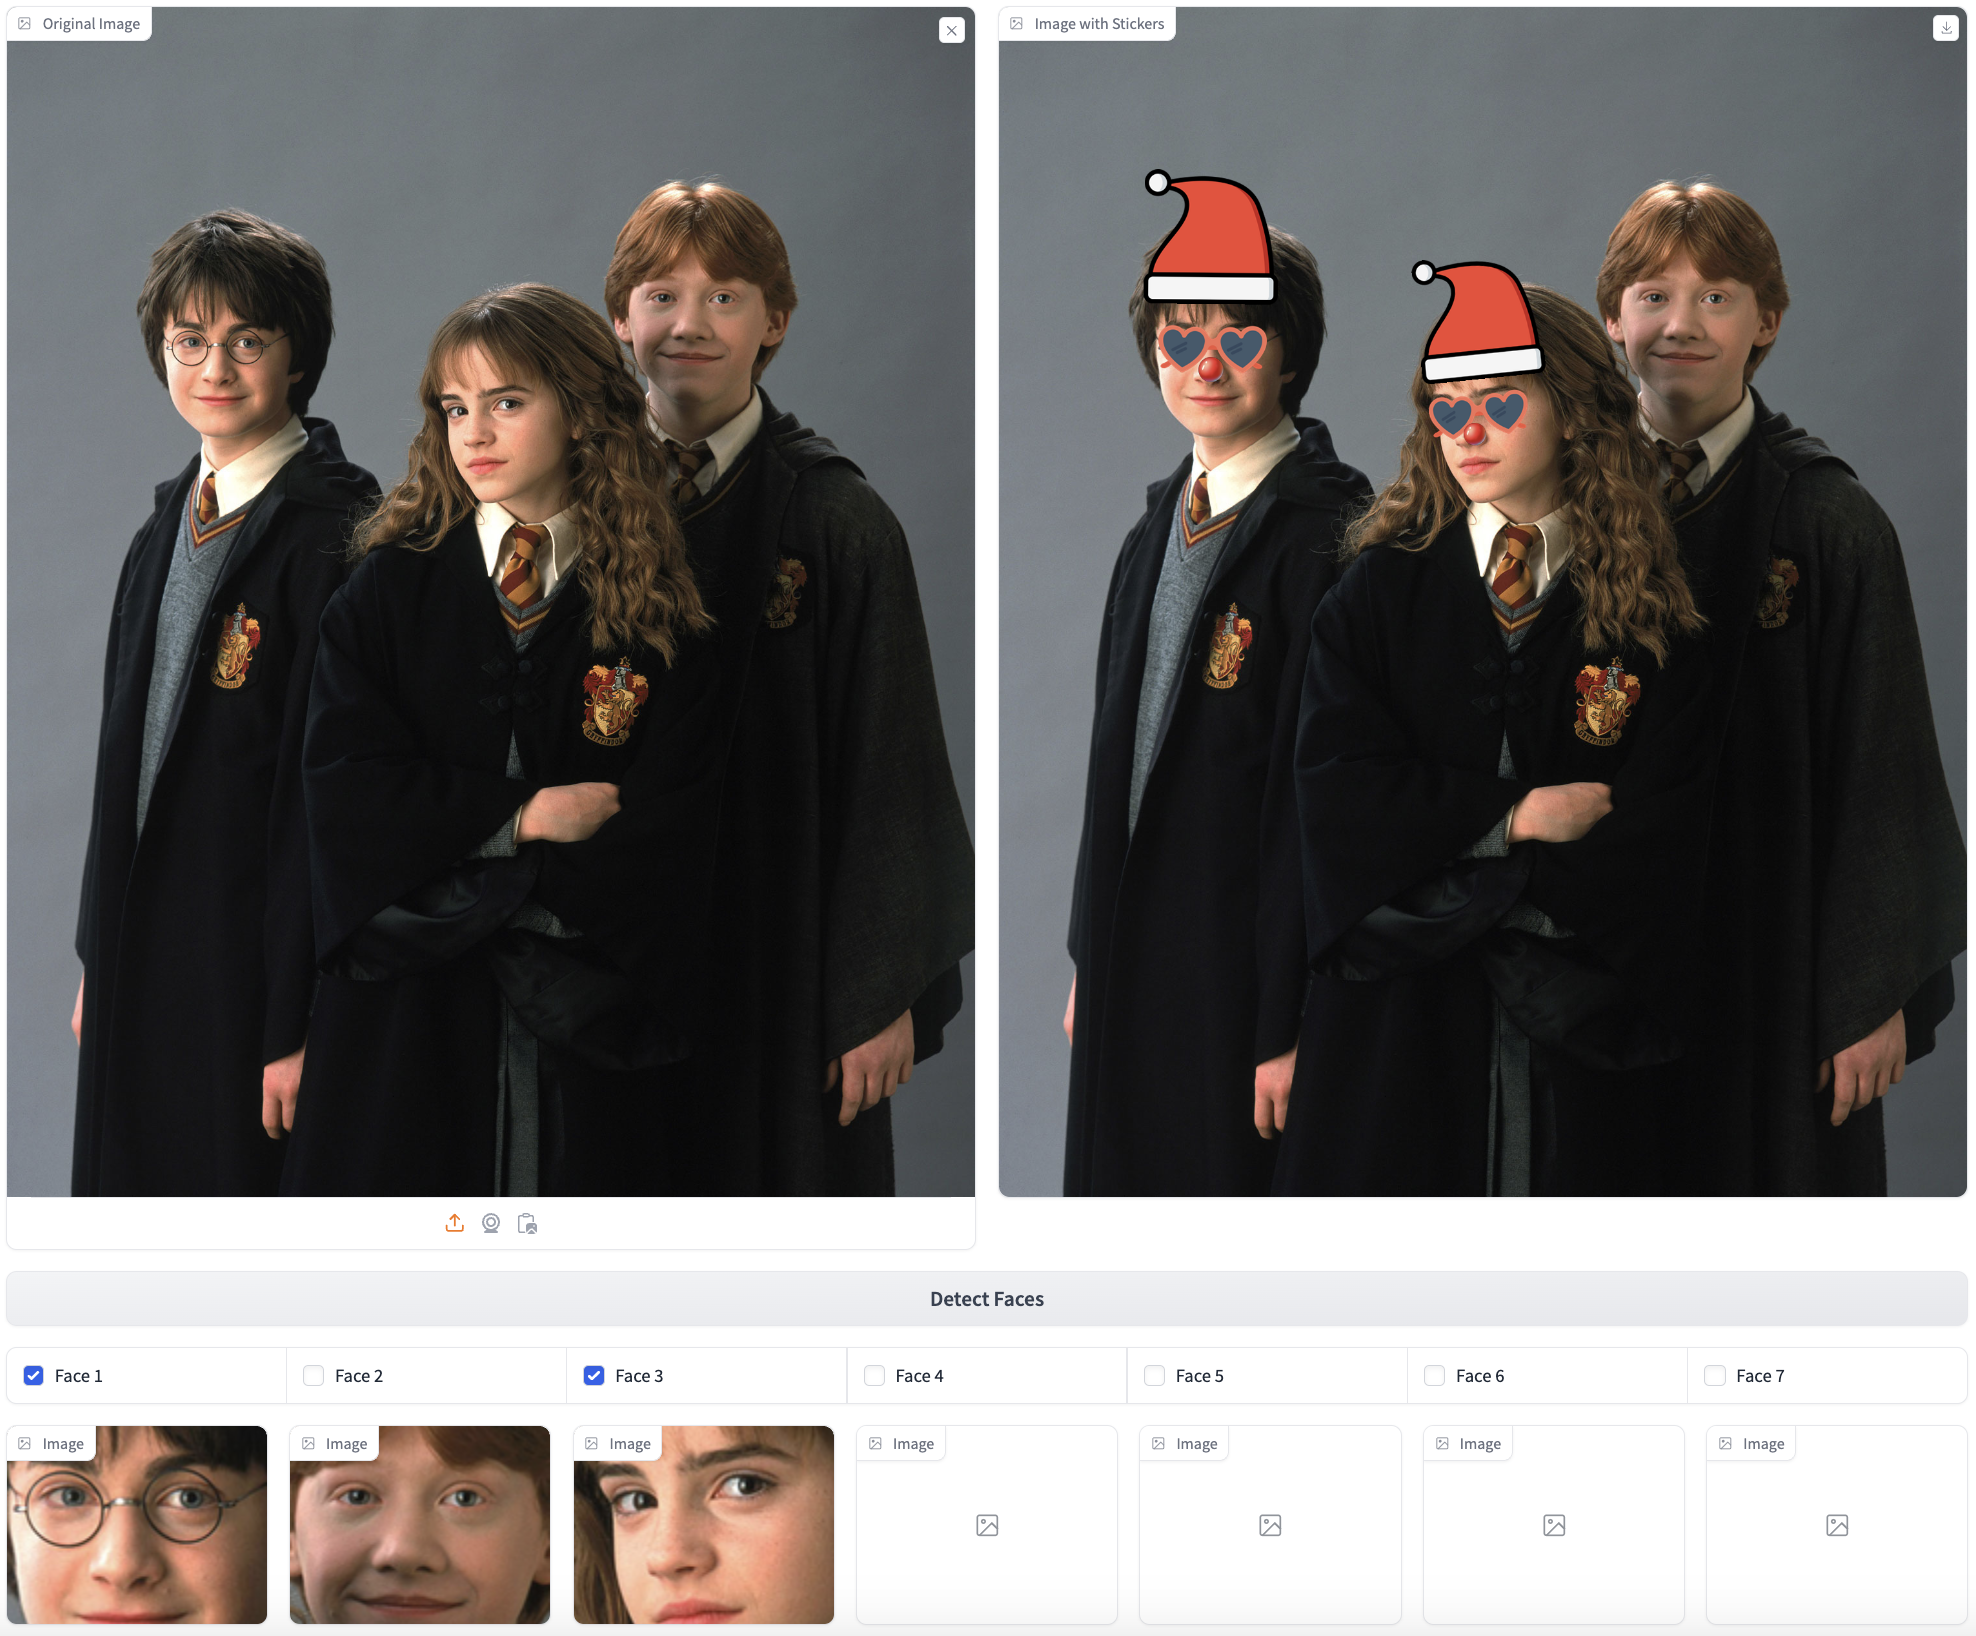 Original Image
Image with Stickers
Detect Faces
Face 1
Face 2
Face 3
Face 4
Face 5
Face 6
Face 7
Image
Image
Image
Image
Image
Image
Image